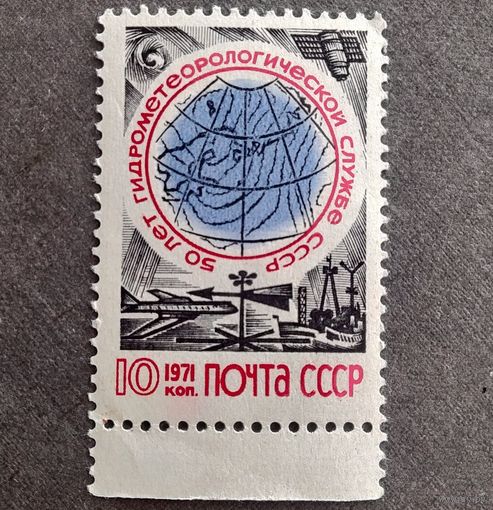 50 ЛЕТ ГИДРОМЕТЕОРОЛОГИЧЕСКОЙ СЛУЖБЕ СССР
10 1971 КОП. ПОЧТА СССР